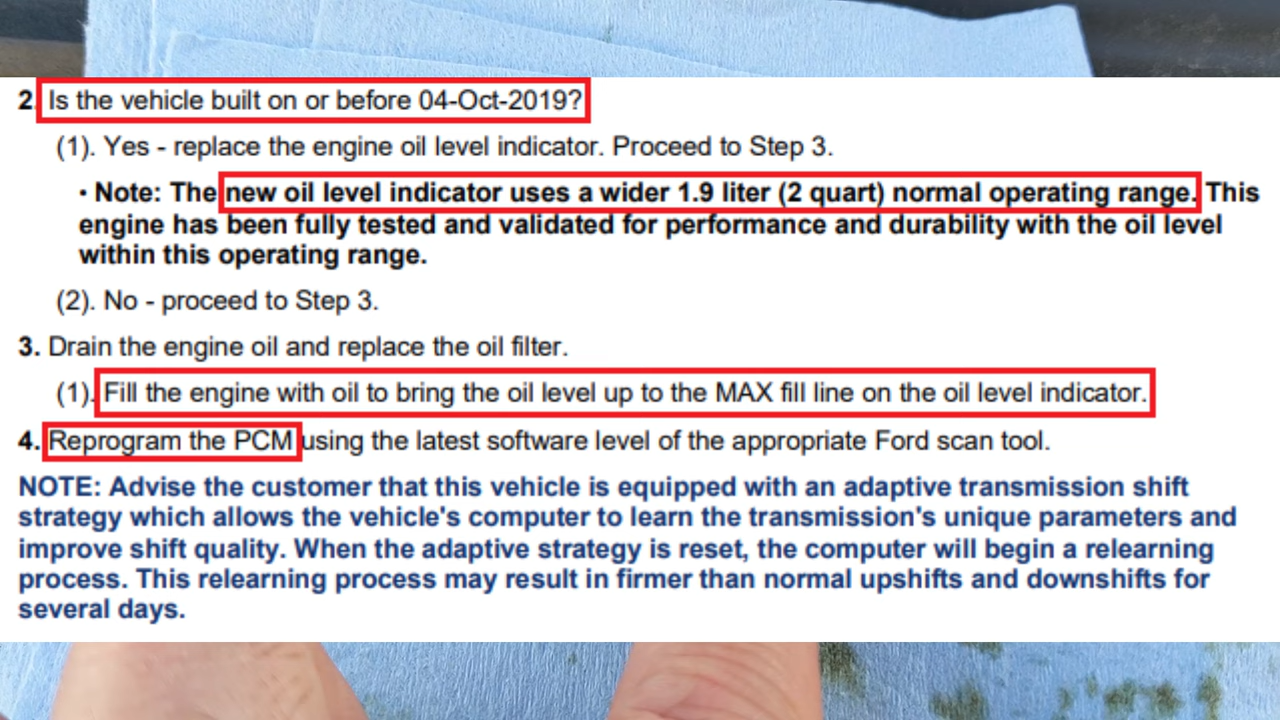 2. Is the vehicle built on or before 04-Oct-2019?
(1). Yes - replace the engine oil level indicator. Proceed to Step 3.
• Note: The new oil level indicator uses a wider 1.9 liter (2 quart) normal operating range. This
engine has been fully tested and validated for performance and durability with the oil level
within this operating range.
(2). No - proceed to Step 3.
3. Drain the engine oil and replace the oil filter.
(1). Fill the engine with oil to bring the oil level up to the MAX fill line on the oil level indicator.
4. Reprogram the PCM using the latest software level of the appropriate Ford scan tool.
NOTE: Advise the customer that this vehicle is equipped with an adaptive transmission shift
strategy which allows the vehicle's computer to learn the transmission's unique parameters and
improve shift quality. When the adaptive strategy is reset, the computer will begin a relearning
process. This relearning process may result in firmer than normal upshifts and downshifts for
several days.